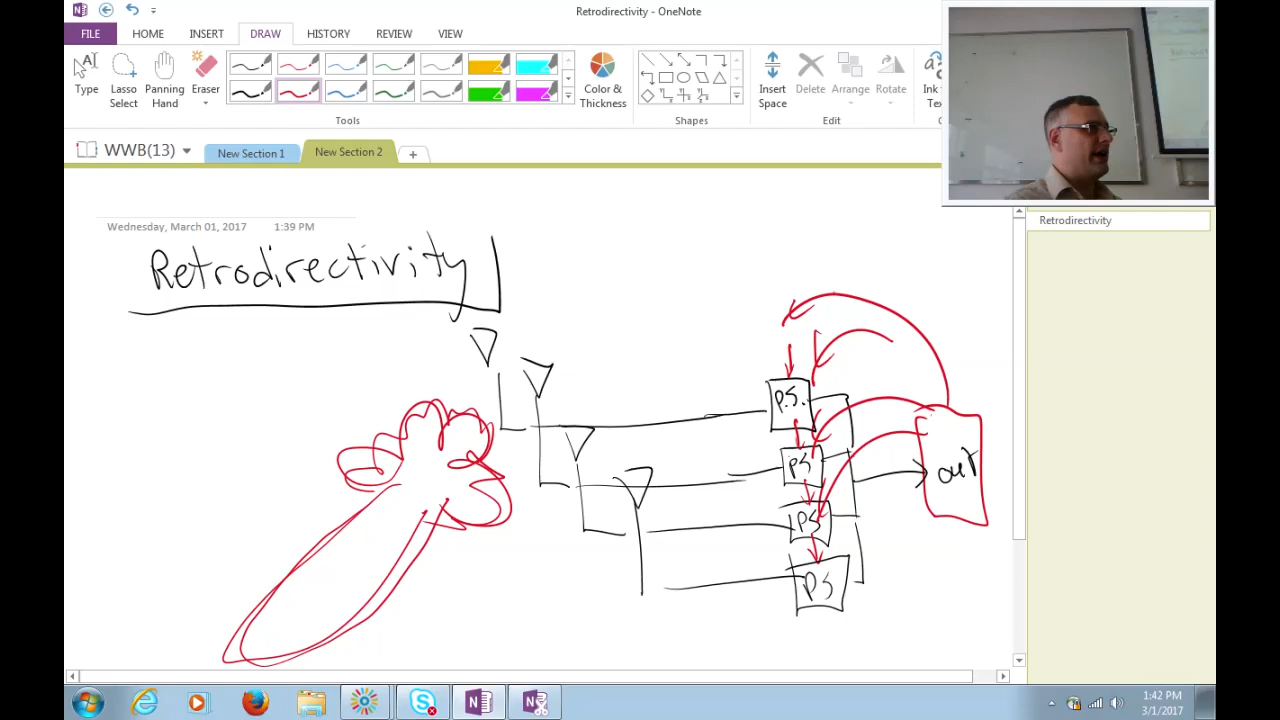 Retrodirectivity - OneNote
FILE HOME INSERT DRAW HISTORY REVIEW VIEW
Type
Lasso Select
Panning Hand
Eraser
Color & Thickness
Insert Space
Delete
Arrange
Rotate
Ink to
Tools
Shapes
Edit
WWB(13)
New Section 1
New Section 2
Retrodirectivity
Wednesday, March 01, 2017 1:39 PM
Retrodirectivity
P.S.
PS
PS
PS
out
1:42 PM
3/1/2017